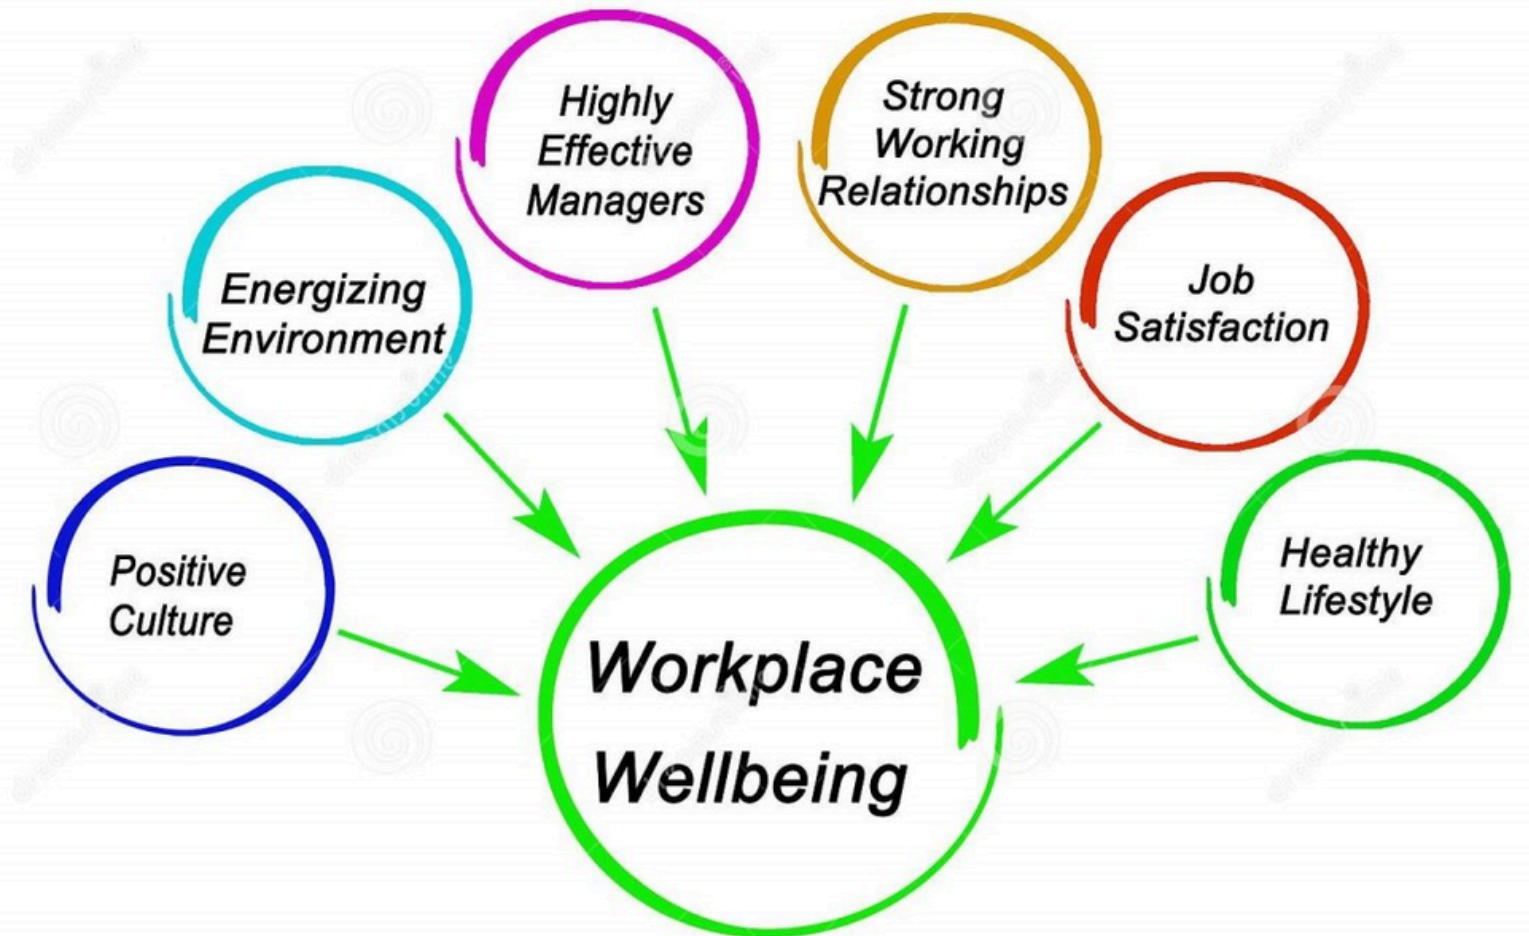 Highly
Effective
Managers
Strong
Working
Relationships
Energizing
Environment
Job
Satisfaction
Positive
Culture
Healthy
Lifestyle
Workplace
Wellbeing